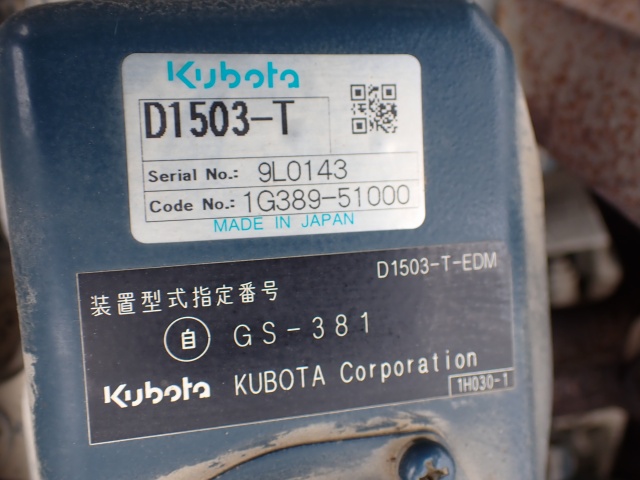 Kubota
D1503-T
Serial No.: 9L0143
Code No.: 1G389-51000
MADE IN JAPAN
D1503-T-EDM
装置型式指定番号
自 GS-381
Kubota KUBOTA Corporation
1H030-1